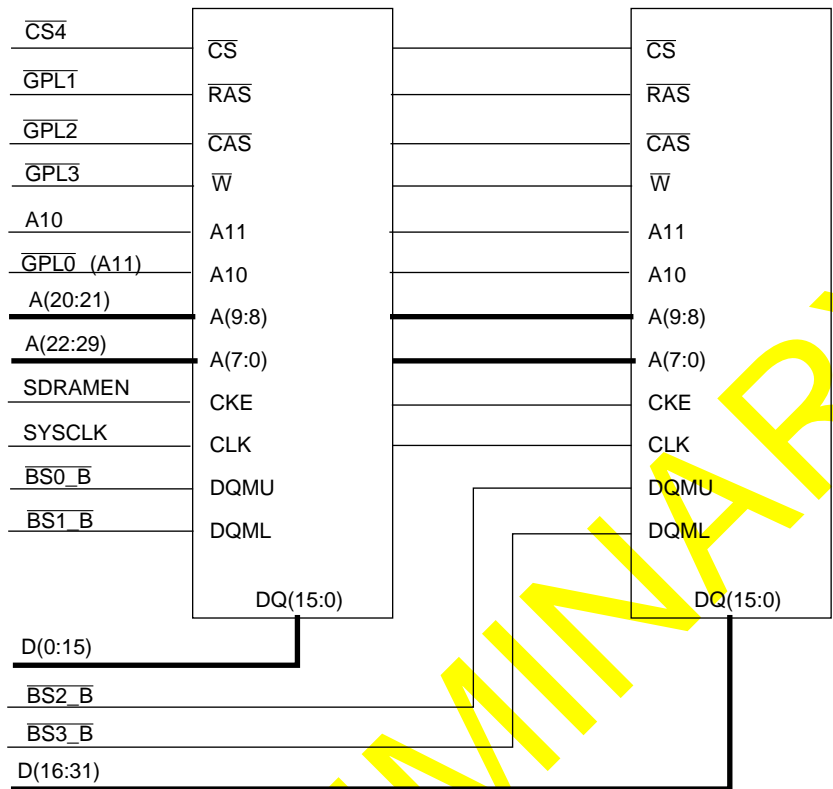 CS4
CS
CS
GPL1
RAS
RAS
GPL2
CAS
CAS
GPL3
W
W
A10
A11
A11
GPL0 (A11)
A10
A10
A(20:21)
A(9:8)
A(9:8)
A(22:29)
A(7:0)
A(7:0)
SDRAMEN
CKE
CKE
SYSCLK
CLK
CLK
BS0_B
DQMU
DQMU
BS1_B
DQML
DQML
DQ(15:0)
DQ(15:0)
D(0:15)
BS2_B
BS3_B
D(16:31)
MINAR